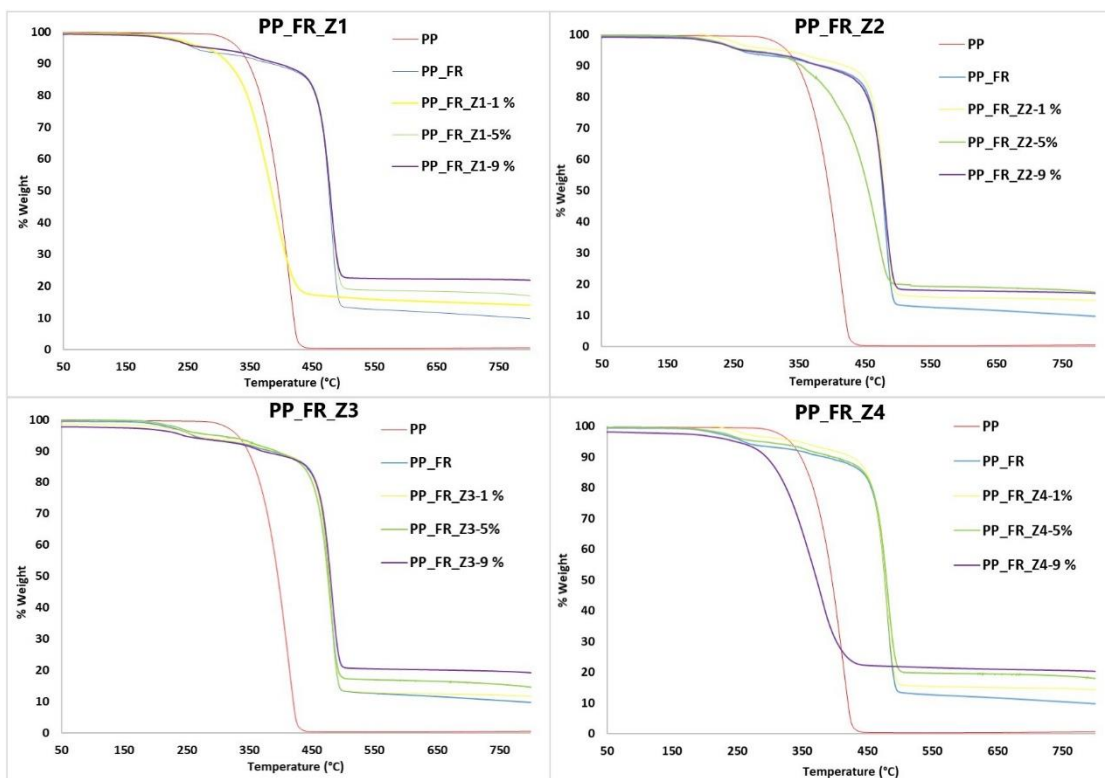 PP_FR_Z1
PP
PP_FR
PP_FR_Z1-1 %
PP_FR_Z1-5%
PP_FR_Z1-9 %
% Weight
100
90
80
70
60
50
40
30
20
10
0
50 150 250 350 450 550 650 750
Temperature (°C)
PP_FR_Z2
PP
PP_FR
PP_FR_Z2-1 %
PP_FR_Z2-5%
PP_FR_Z2-9 %
% Weight
100
90
80
70
60
50
40
30
20
10
0
50 150 250 350 450 550 650 750
Temperature (°C)
PP_FR_Z3
PP
PP_FR
PP_FR_Z3-1 %
PP_FR_Z3-5%
PP_FR_Z3-9 %
% Weight
100
90
80
70
60
50
40
30
20
10
0
50 150 250 350 450 550 650 750
Temperature (°C)
PP_FR_Z4
PP
PP_FR
PP_FR_Z4-1%
PP_FR_Z4-5%
PP_FR_Z4-9 %
% Weight
100
90
80
70
60
50
40
30
20
10
0
50 150 250 350 450 550 650 750
Temperature (°C)